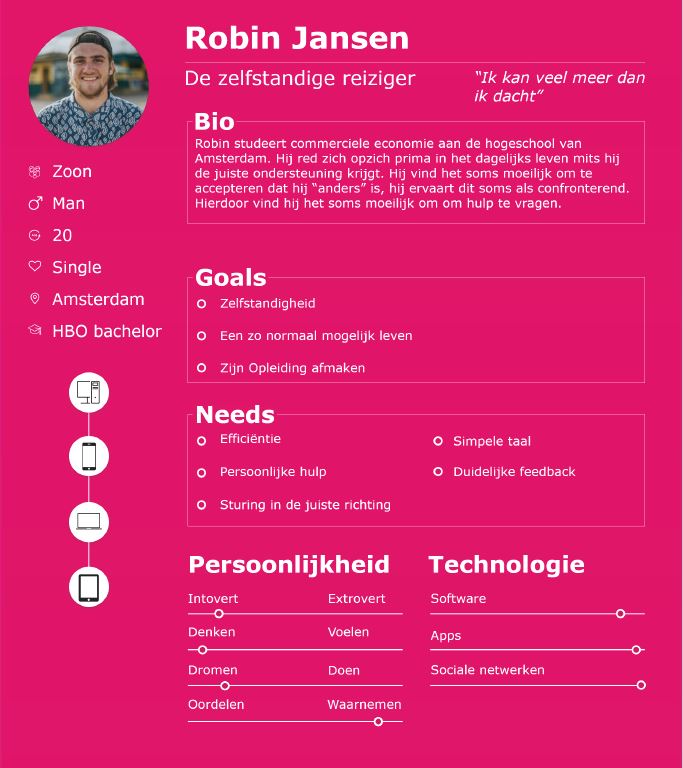 Robin Jansen
De zelfstandige reiziger
“Ik kan veel meer dan
ik dacht”
Zoon
Man
20
Single
Amsterdam
HBO bachelor
Bio
Robin studeert commerciele economie aan de hogeschool van
Amsterdam. Hij red zich opzich prima in het dagelijks leven mits hij
de juiste ondersteuning krijgt. Hij vind het soms moeilijk om te
accepteren dat hij “anders” is, hij ervaart dit soms als confronterend.
Hierdoor vind hij het soms moeilijk om om hulp te vragen.
Goals
Zelfstandigheid
Een zo normaal mogelijk leven
Zijn Opleiding afmaken
Needs
Efficiëntie
Persoonlijke hulp
Sturing in de juiste richting
Simpele taal
Duidelijke feedback
Persoonlijkheid
Intovert Extrovert
Denken Voelen
Dromen Doen
Oordelen Waarnemen
Technologie
Software
Apps
Sociale netwerken